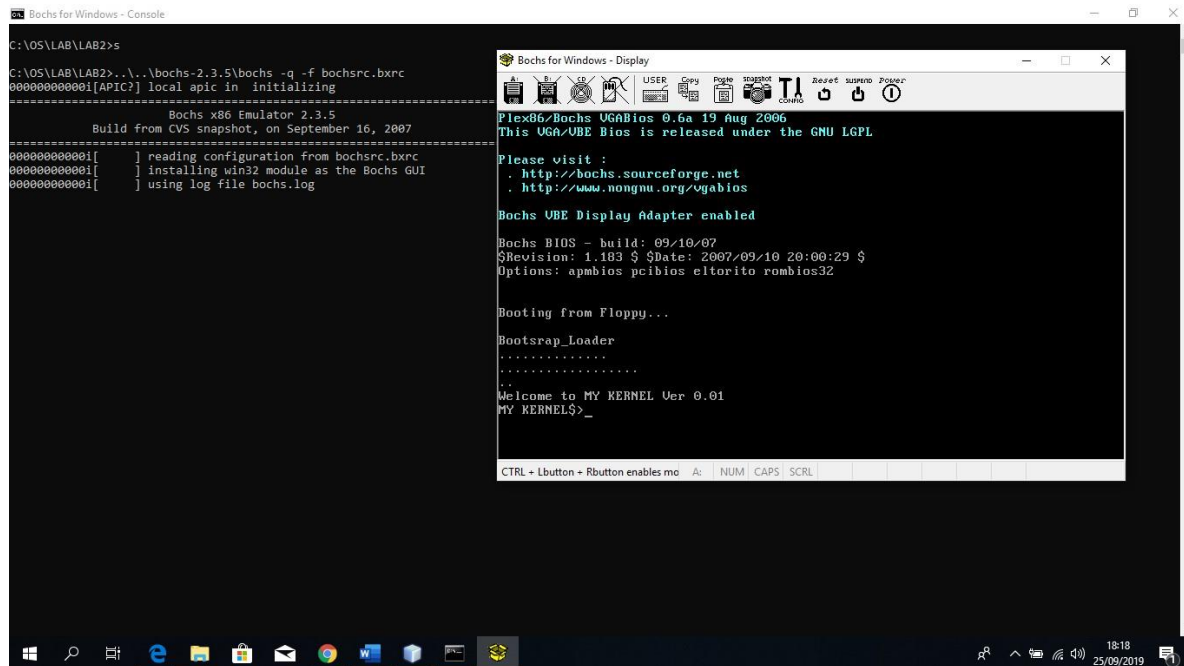 Bochs for Windows - Console
C:\OS\LAB\LAB2>s
C:\OS\LAB\LAB2>..\..\bochs-2.3.5\bochs -q -f bochsrc.bxrc
00000000000i[APIC?] local apic in  initializing
========================================================================
Bochs x86 Emulator 2.3.5
Build from CVS snapshot, on September 16, 2007
========================================================================
00000000000i[     ] reading configuration from bochsrc.bxrc
00000000000i[     ] installing win32 module as the Bochs GUI
00000000000i[     ] using log file bochs.log
Bochs for Windows - Display
A: B: CD USER Copy Paste snapshot CONFIG Reset SUSPEND Power
Plex86/Bochs VGABios 0.6a 19 Aug 2006
This VGA/VBE Bios is released under the GNU LGPL
Please visit :
. http://bochs.sourceforge.net
. http://www.nongnu.org/vgabios
Bochs VBE Display Adapter enabled
Bochs BIOS - build: 09/10/07
$Revision: 1.183 $ $Date: 2007/09/10 20:00:29 $
Options: apmbios pcibios eltorito rombios32
Booting from Floppy...
Bootsrap_Loader
..............
..................
..
Welcome to MY KERNEL Ver 0.01
MY KERNEL$>_
CTRL + Lbutton + Rbutton enables mo A: NUM CAPS SCRL
18:18
25/09/2019